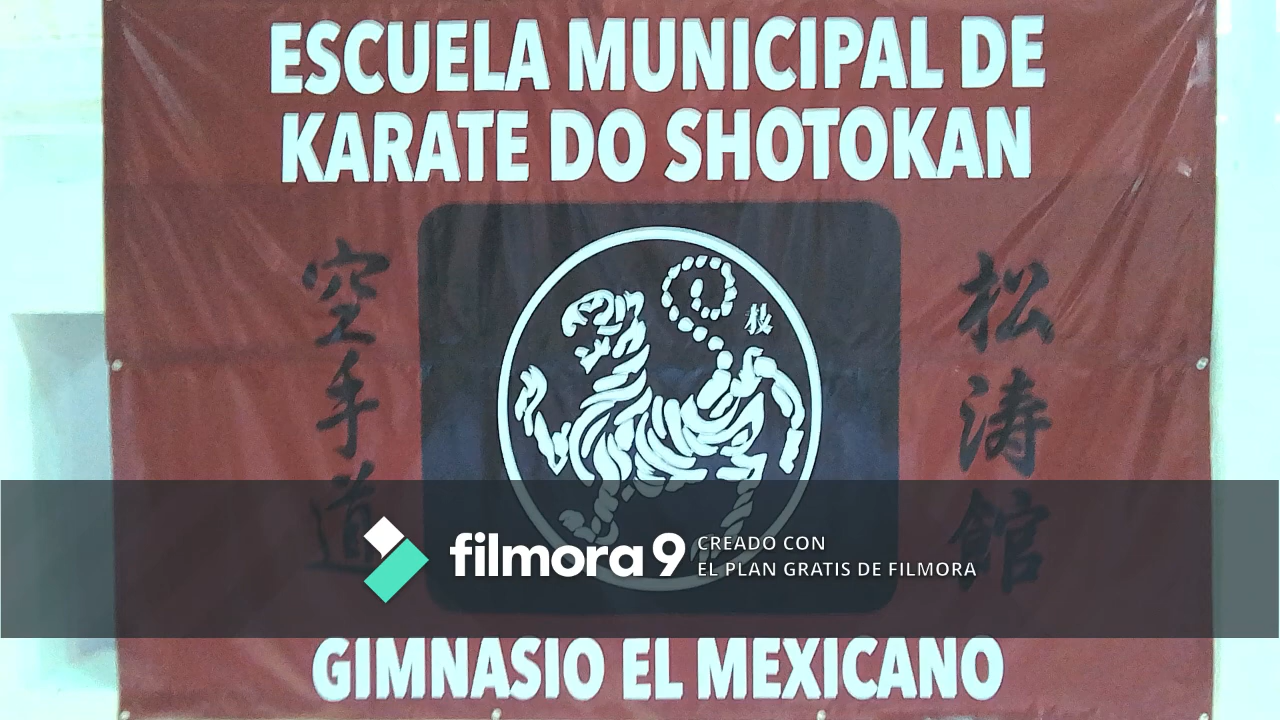 ESCUELA MUNICIPAL DE
KARATE DO SHOTOKAN
空手道
技
松涛館
filmora 9
CREADO CON
EL PLAN GRATIS DE FILMORA
GIMNASIO EL MEXICANO